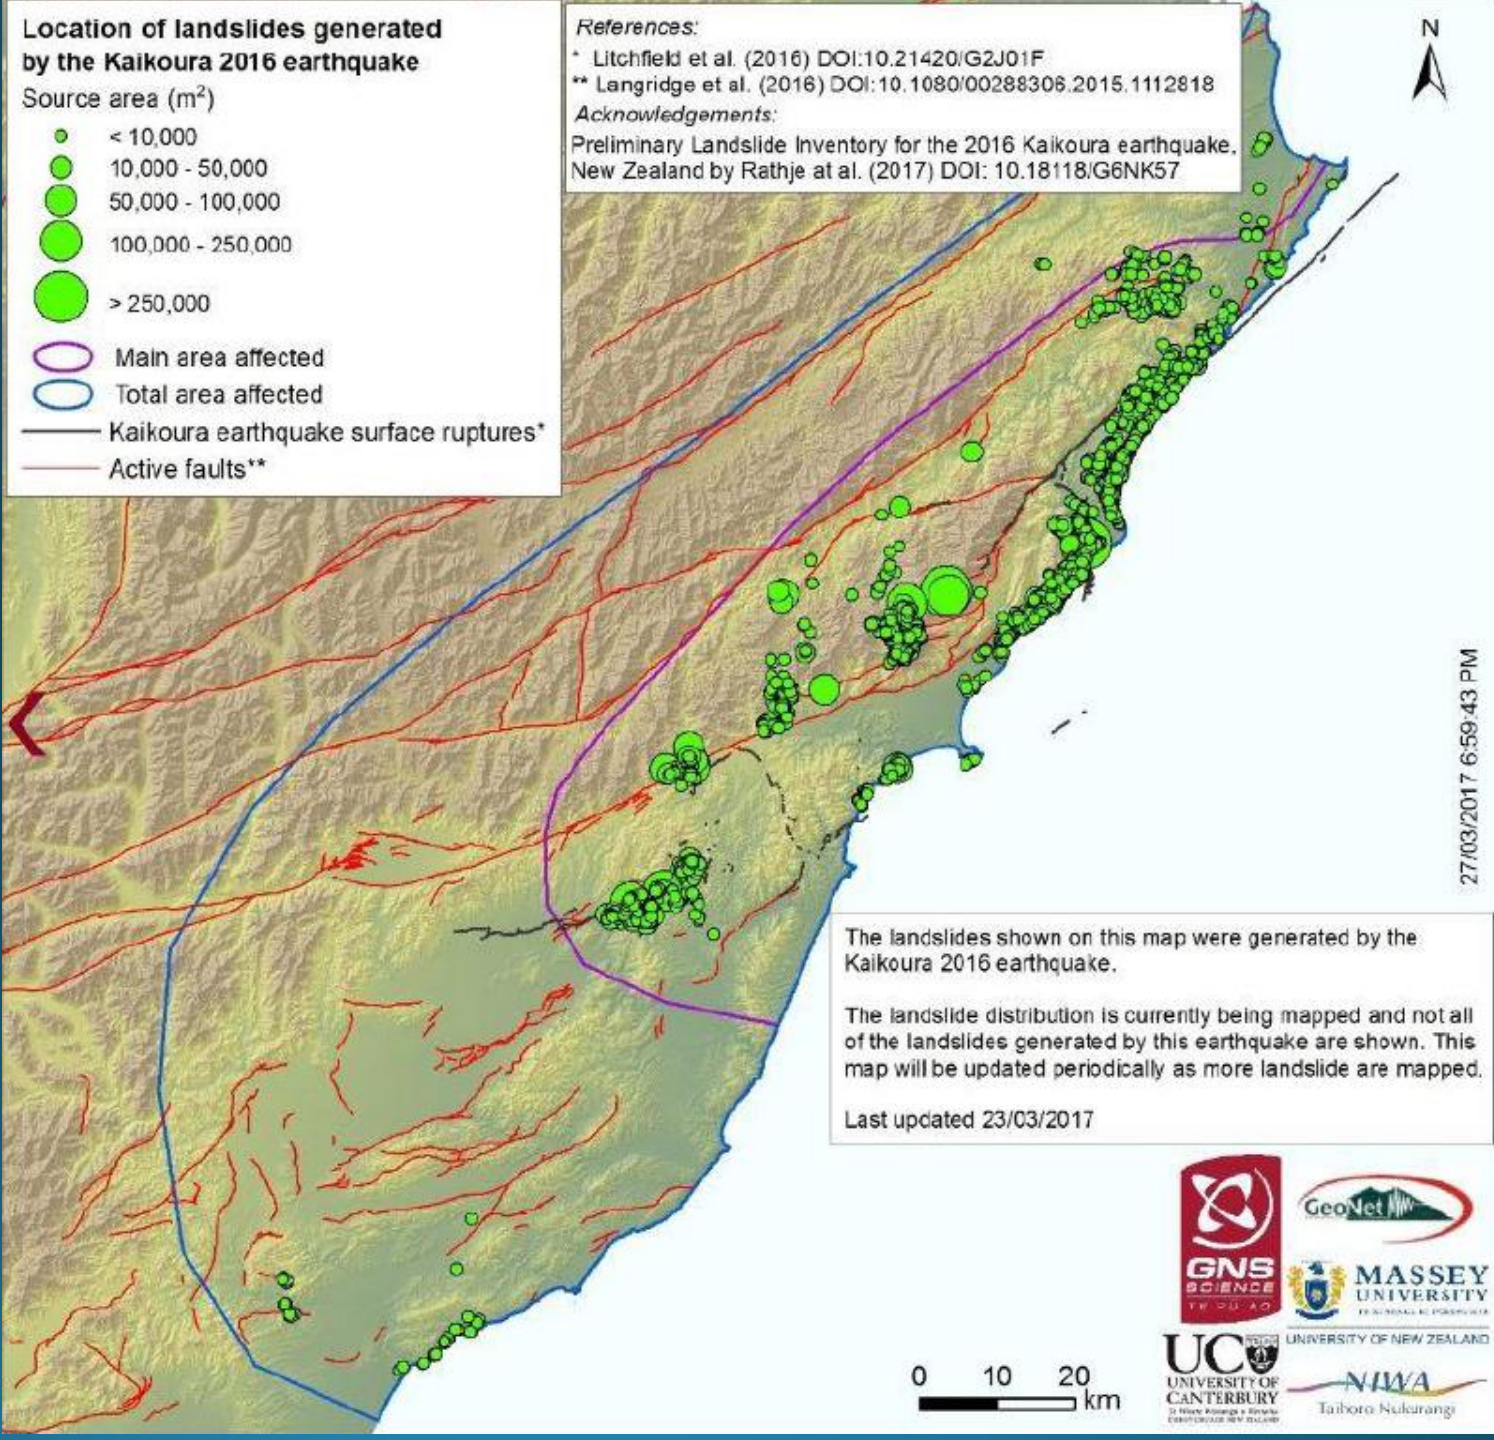 Location of landslides generated
by the Kaikoura 2016 earthquake
Source area (m²)
< 10,000
10,000 - 50,000
50,000 - 100,000
100,000 - 250,000
> 250,000
Main area affected
Total area affected
Kaikoura earthquake surface ruptures*
Active faults**
References:
* Litchfield et al. (2016) DOI:10.21420/G2J01F
** Langridge et al. (2016) DOI:10.1080/00288306.2015.1112818
Acknowledgements:
Preliminary Landslide Inventory for the 2016 Kaikoura earthquake,
New Zealand by Rathje at al. (2017) DOI: 10.18118/G6NK57
N
27/03/2017 6:59:43 PM
The landslides shown on this map were generated by the
Kaikoura 2016 earthquake.
The landslide distribution is currently being mapped and not all
of the landslides generated by this earthquake are shown. This
map will be updated periodically as more landslide are mapped.
Last updated 23/03/2017
0 10 20
km
GNS
SCIENCE
TE PŪ AO
GeoNet
MASSEY
UNIVERSITY
UNIVERSITY OF NEW ZEALAND
UC
UNIVERSITY OF
CANTERBURY
NIWA
Taihoro Nukurangi